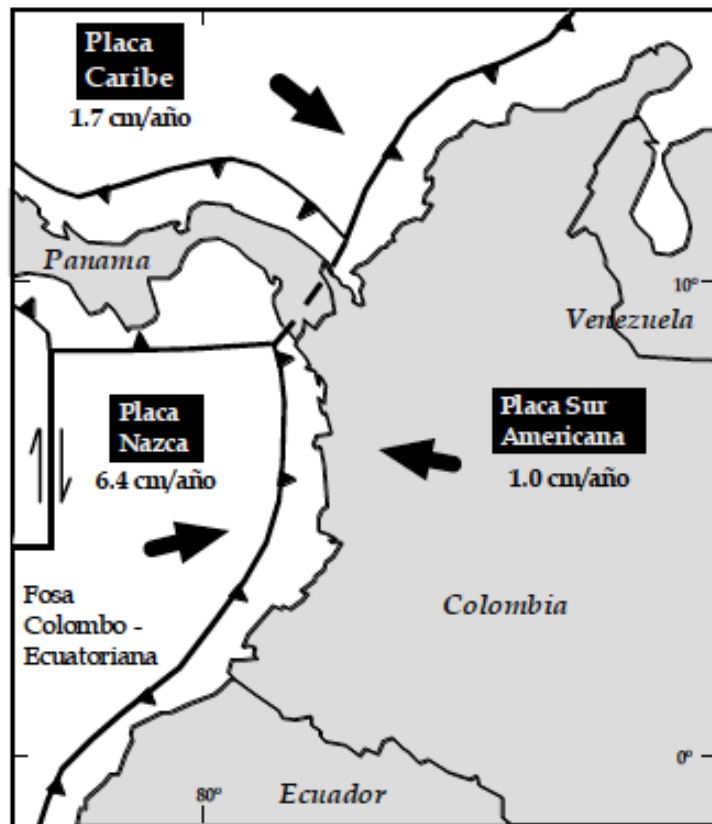 Placa
Caribe
1.7 cm/año
Panama
10°
Venezuela
Placa
Nazca
6.4 cm/año
Placa Sur
Americana
1.0 cm/año
Fosa
Colombo -
Ecuatoriana
Colombia
0°
80°
Ecuador